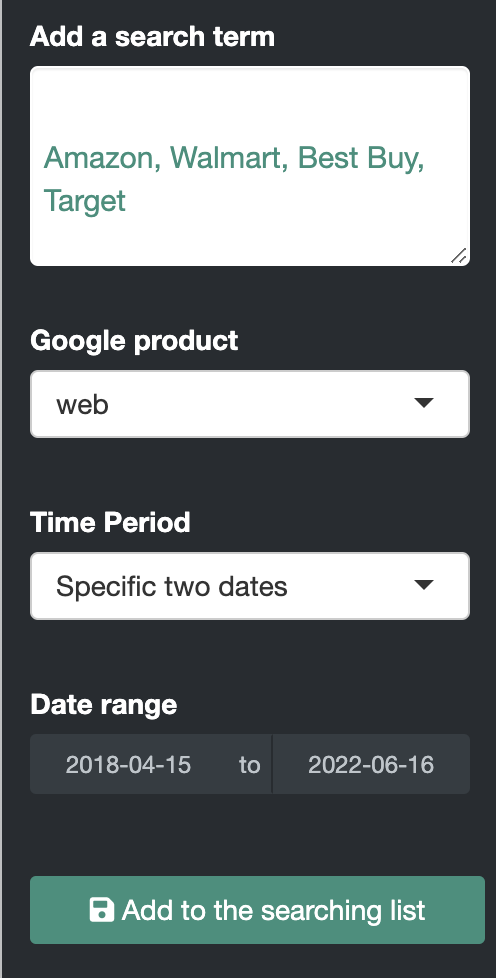 Add a search term
Amazon, Walmart, Best Buy,
Target
Google product
web
Time Period
Specific two dates
Date range
2018-04-15 to 2022-06-16
Add to the searching list